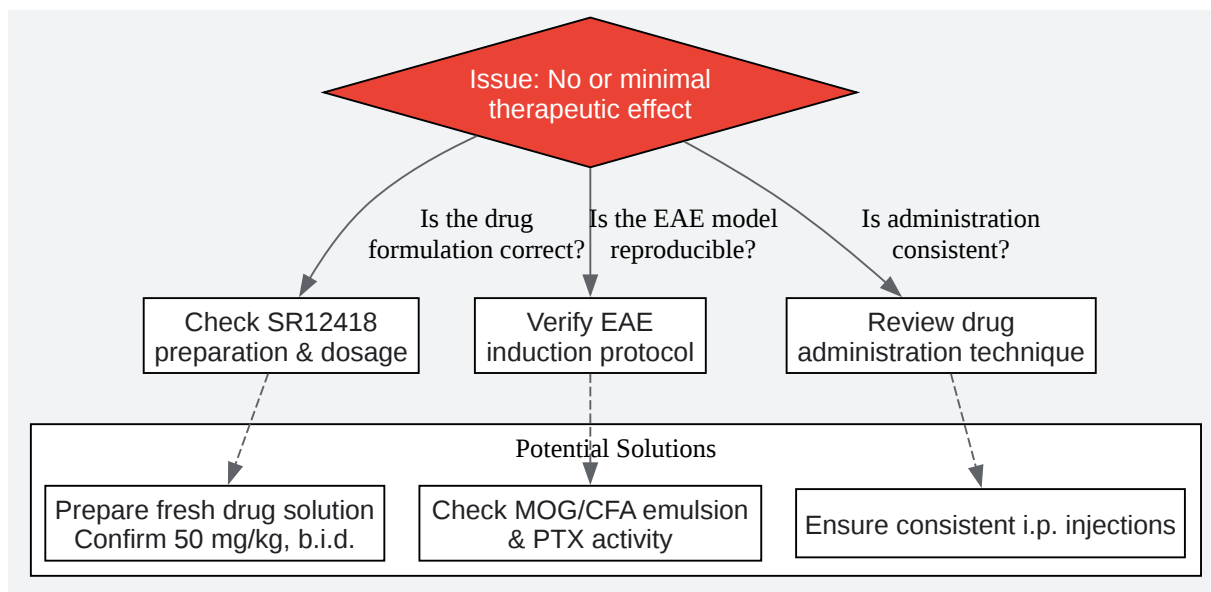 Issue: No or minimal
therapeutic effect
Is the drug
formulation correct?
Is the EAE model
reproducible?
Is administration
consistent?
Check SR12418
preparation & dosage
Verify EAE
induction protocol
Review drug
administration technique
Potential Solutions
Prepare fresh drug solution
Confirm 50 mg/kg, b.i.d.
Check MOG/CFA emulsion
& PTX activity
Ensure consistent i.p. injections